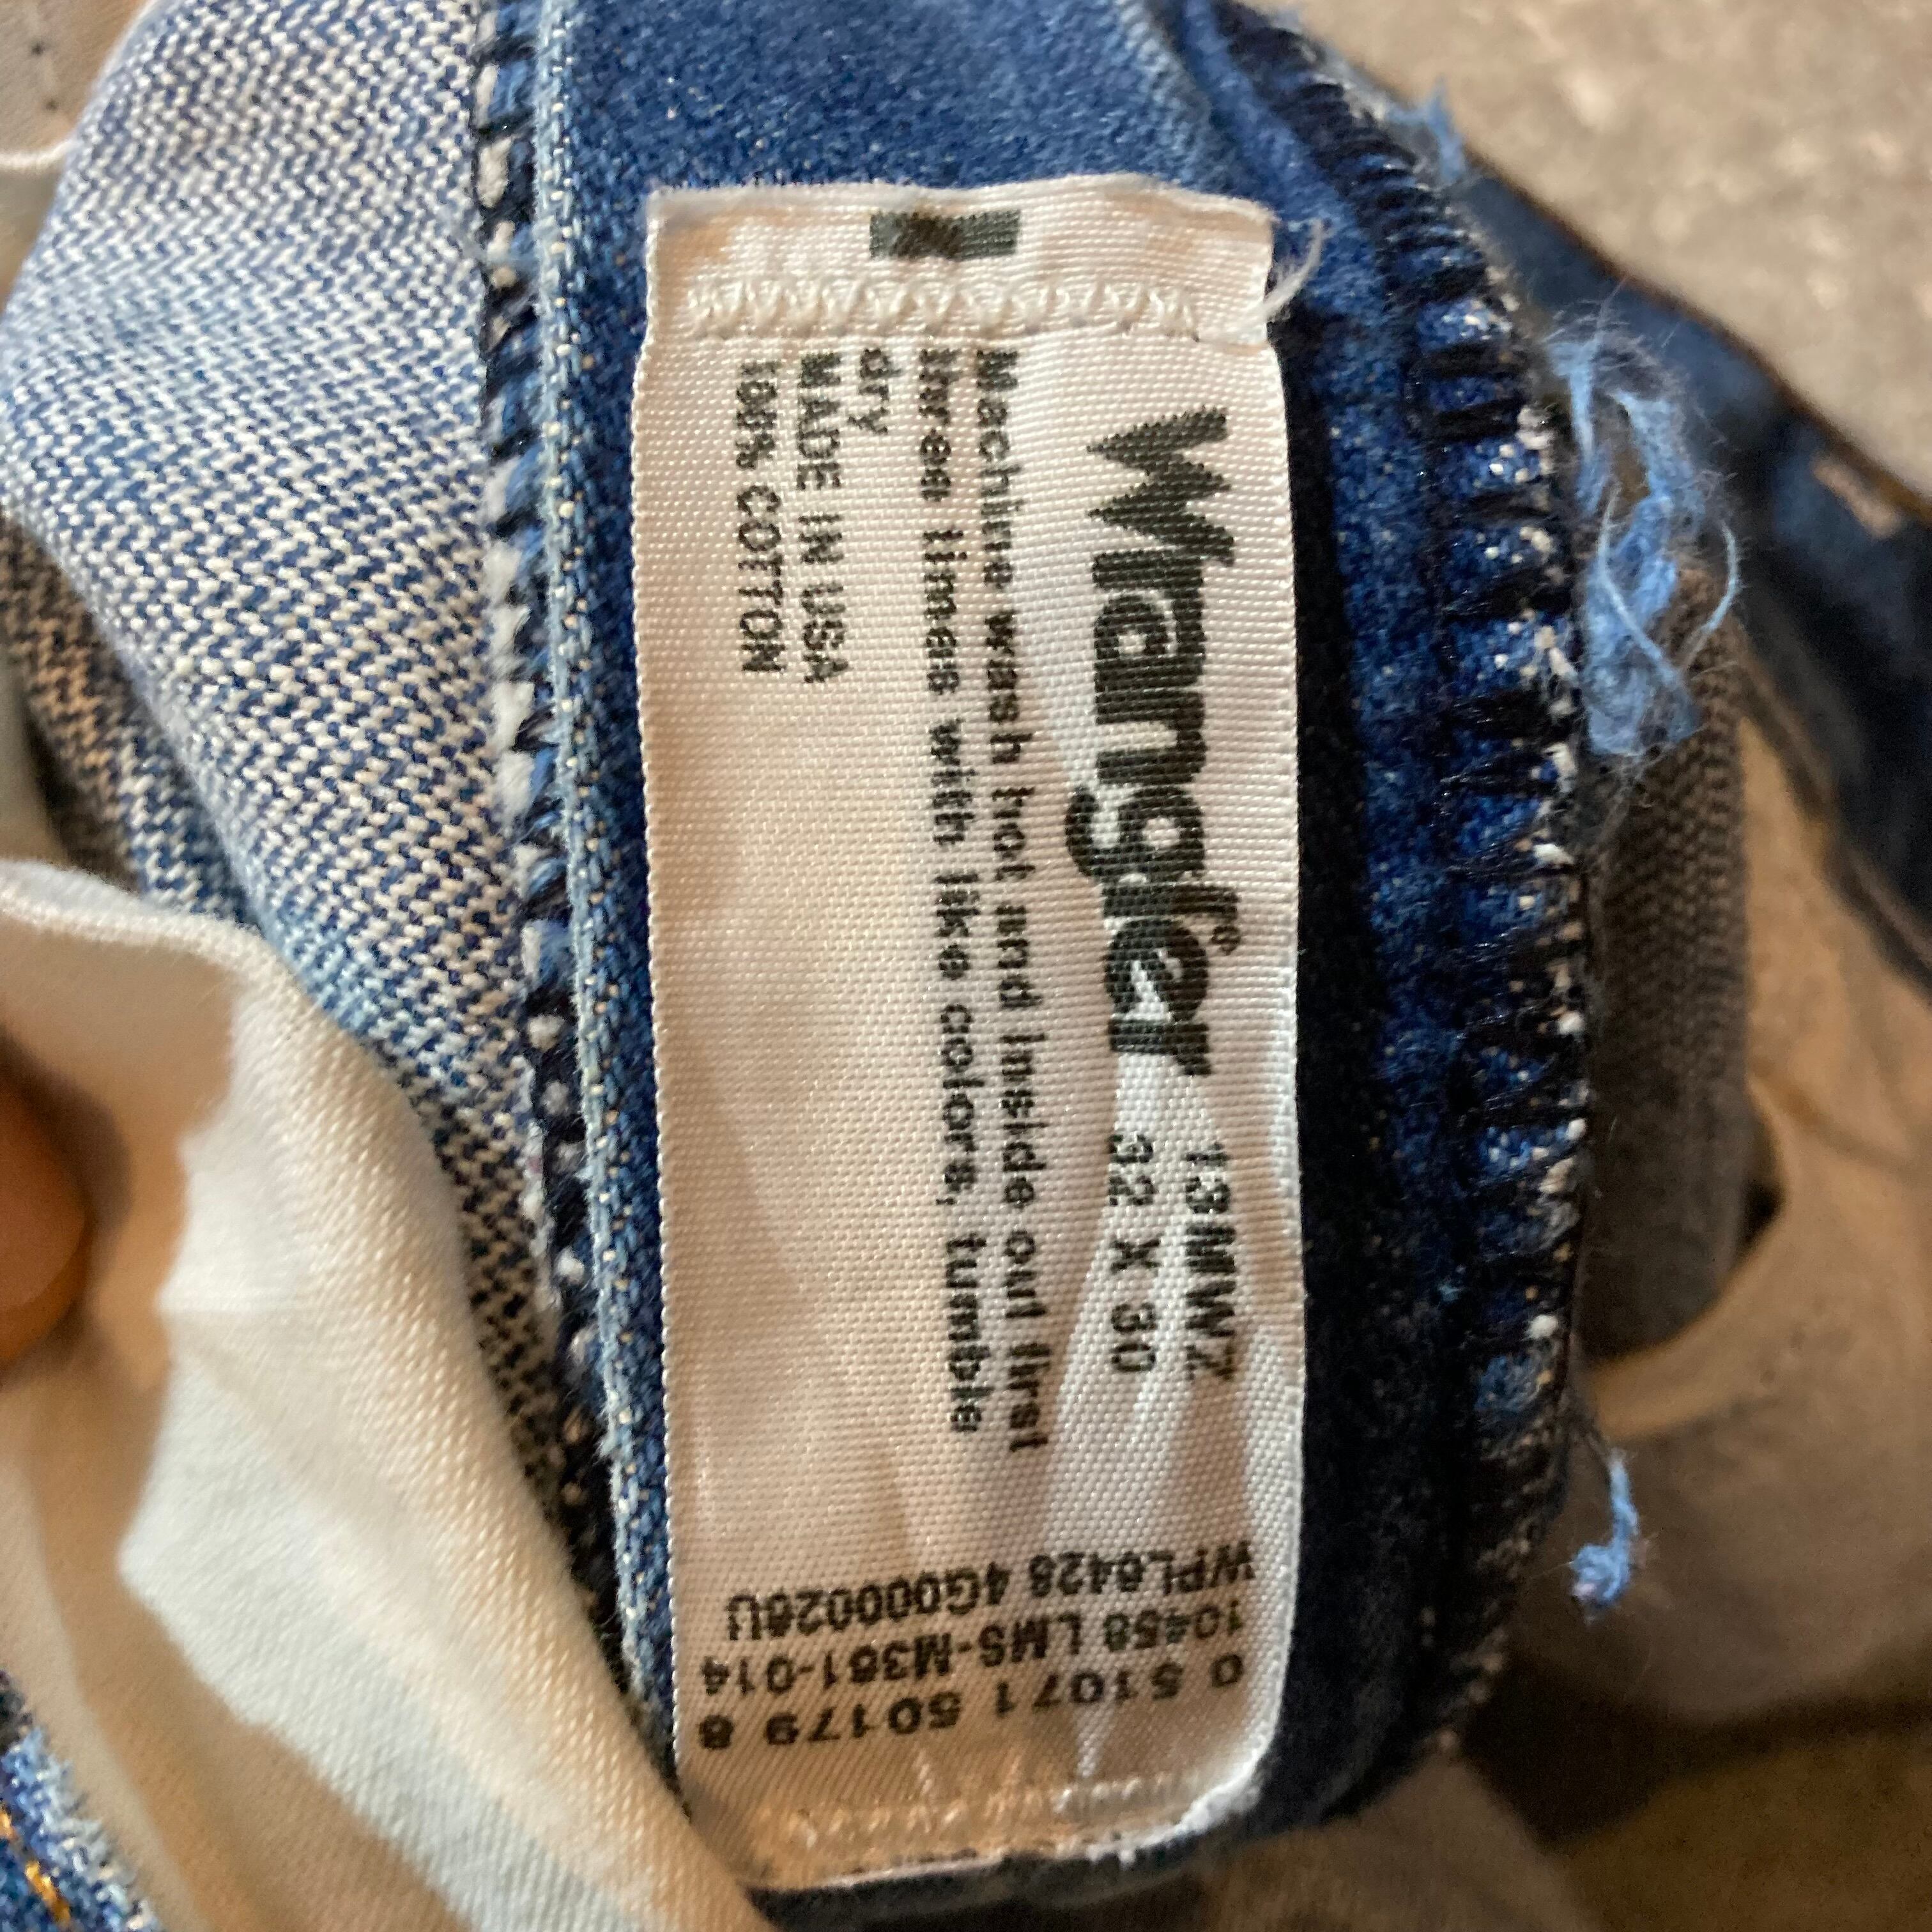 Wrangler®
13MWZ
32 X 30
Machine wash hot and inside out first
three times with like colors, tumble
dry
MADE IN USA
100% COTTON
0 51071 50179 8
10458 LMS-M361-014
WPL6428 4G000026U